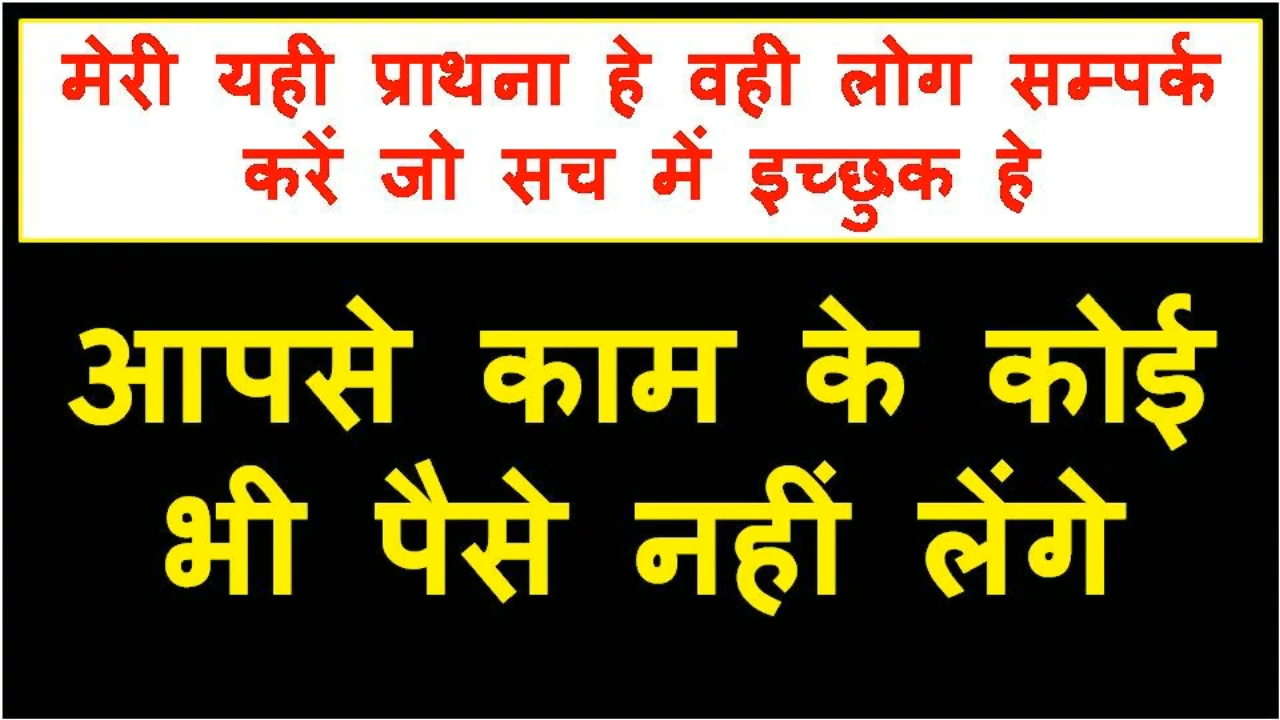 मेरी यही प्राथना हे वही लोग सम्पर्क
करें जो सच में इच्छुक हे
आपसे काम के कोई
भी पैसे नहीं लेंगे